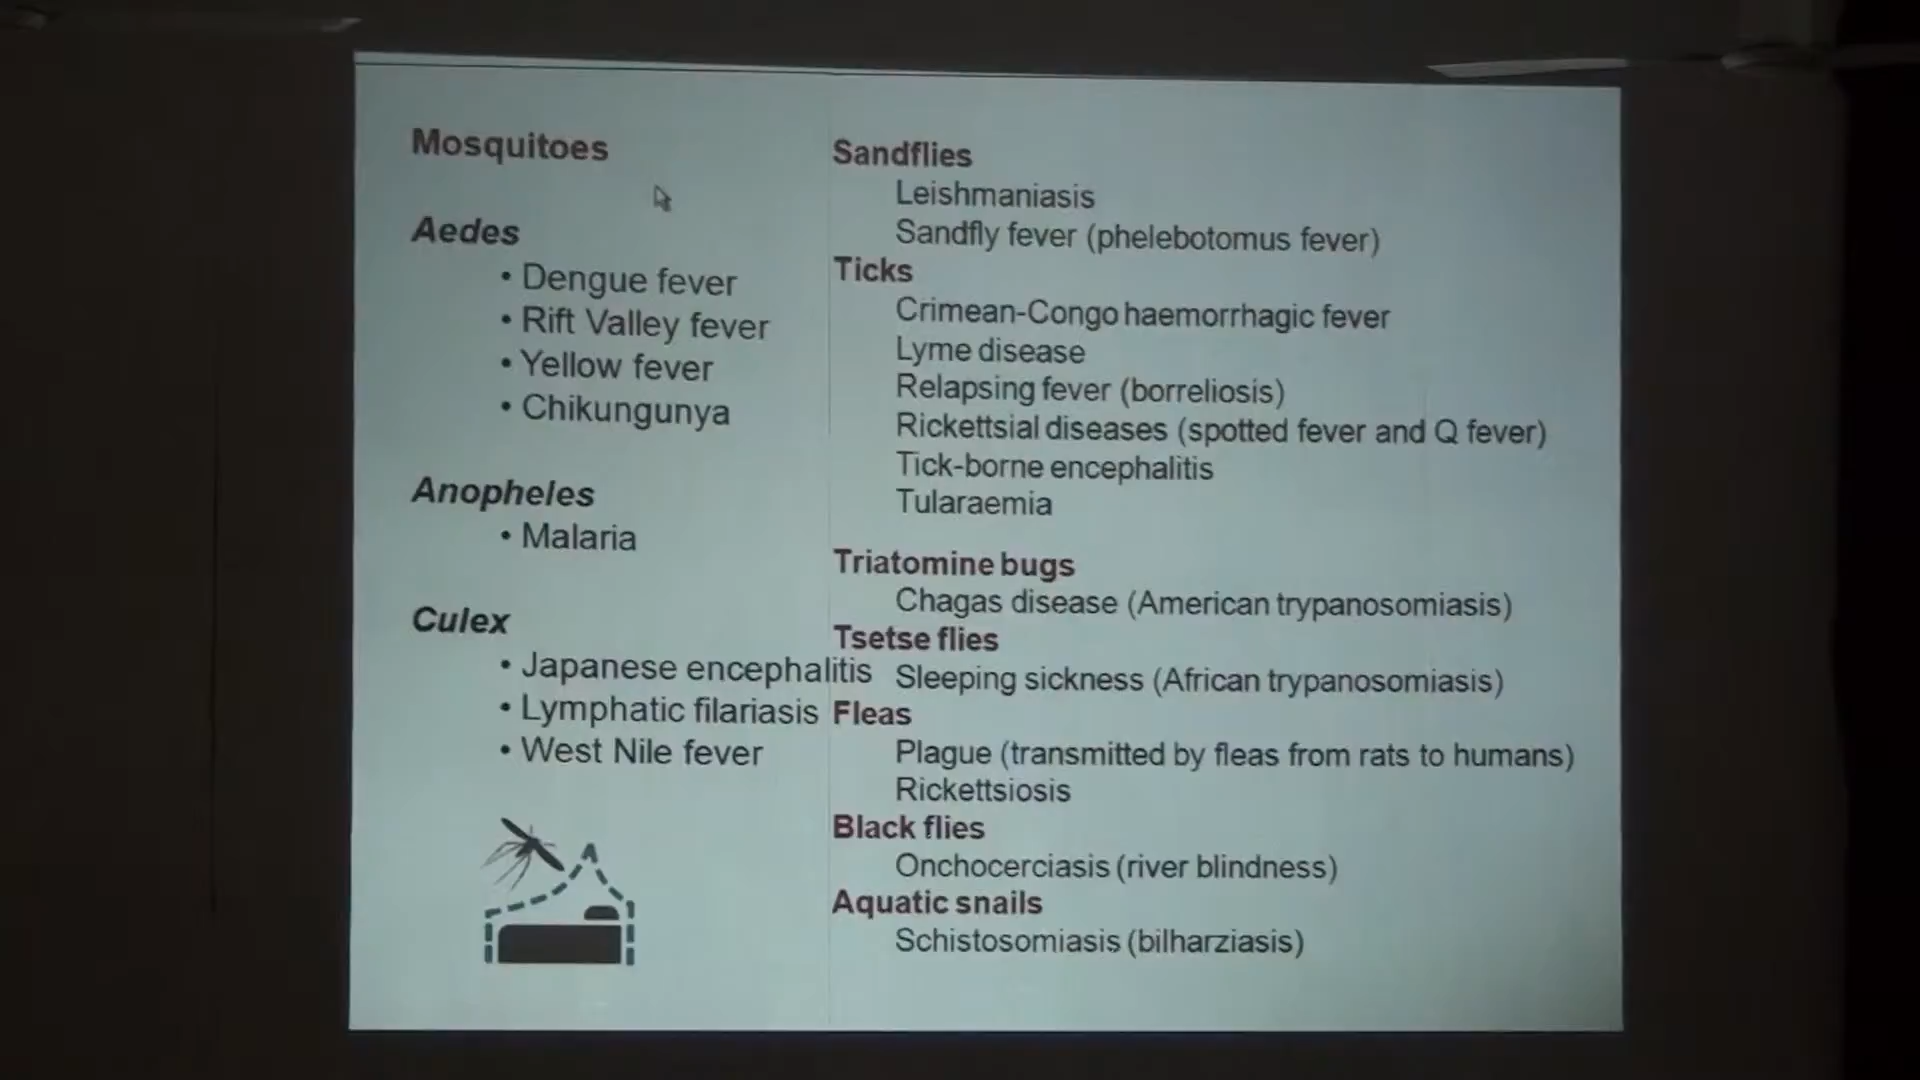 Mosquitoes
Aedes
• Dengue fever
• Rift Valley fever
• Yellow fever
• Chikungunya
Anopheles
• Malaria
Culex
• Japanese encephalitis
• Lymphatic filariasis
• West Nile fever
Sandflies
Leishmaniasis
Sandfly fever (phelebotomus fever)
Ticks
Crimean-Congo haemorrhagic fever
Lyme disease
Relapsing fever (borreliosis)
Rickettsial diseases (spotted fever and Q fever)
Tick-borne encephalitis
Tularaemia
Triatomine bugs
Chagas disease (American trypanosomiasis)
Tsetse flies
Sleeping sickness (African trypanosomiasis)
Fleas
Plague (transmitted by fleas from rats to humans)
Rickettsiosis
Black flies
Onchocerciasis (river blindness)
Aquatic snails
Schistosomiasis (bilharziasis)